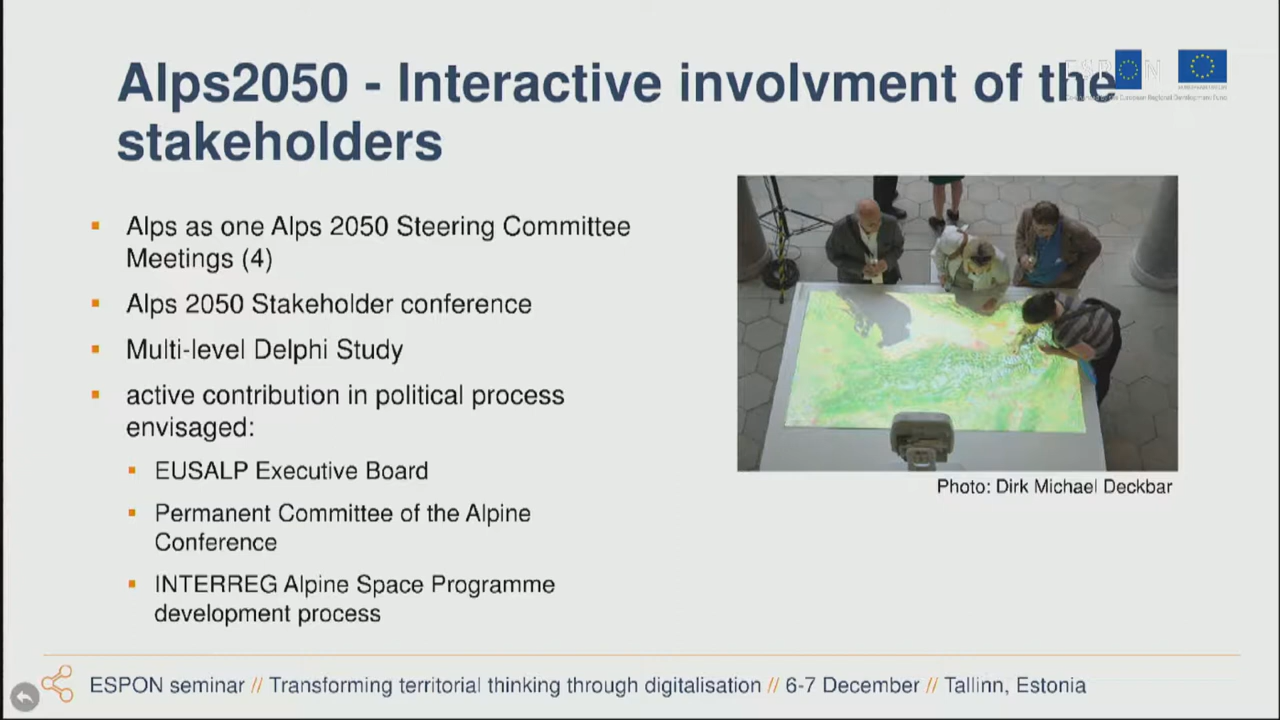 Alps2050 - Interactive involvment of the
stakeholders
ESPON
Alps as one Alps 2050 Steering Committee
Meetings (4)
Alps 2050 Stakeholder conference
Multi-level Delphi Study
active contribution in political process
envisaged:
EUSALP Executive Board
Permanent Committee of the Alpine
Conference
INTERREG Alpine Space Programme
development process
Photo: Dirk Michael Deckbar
ESPON seminar // Transforming territorial thinking through digitalisation // 6-7 December // Tallinn, Estonia